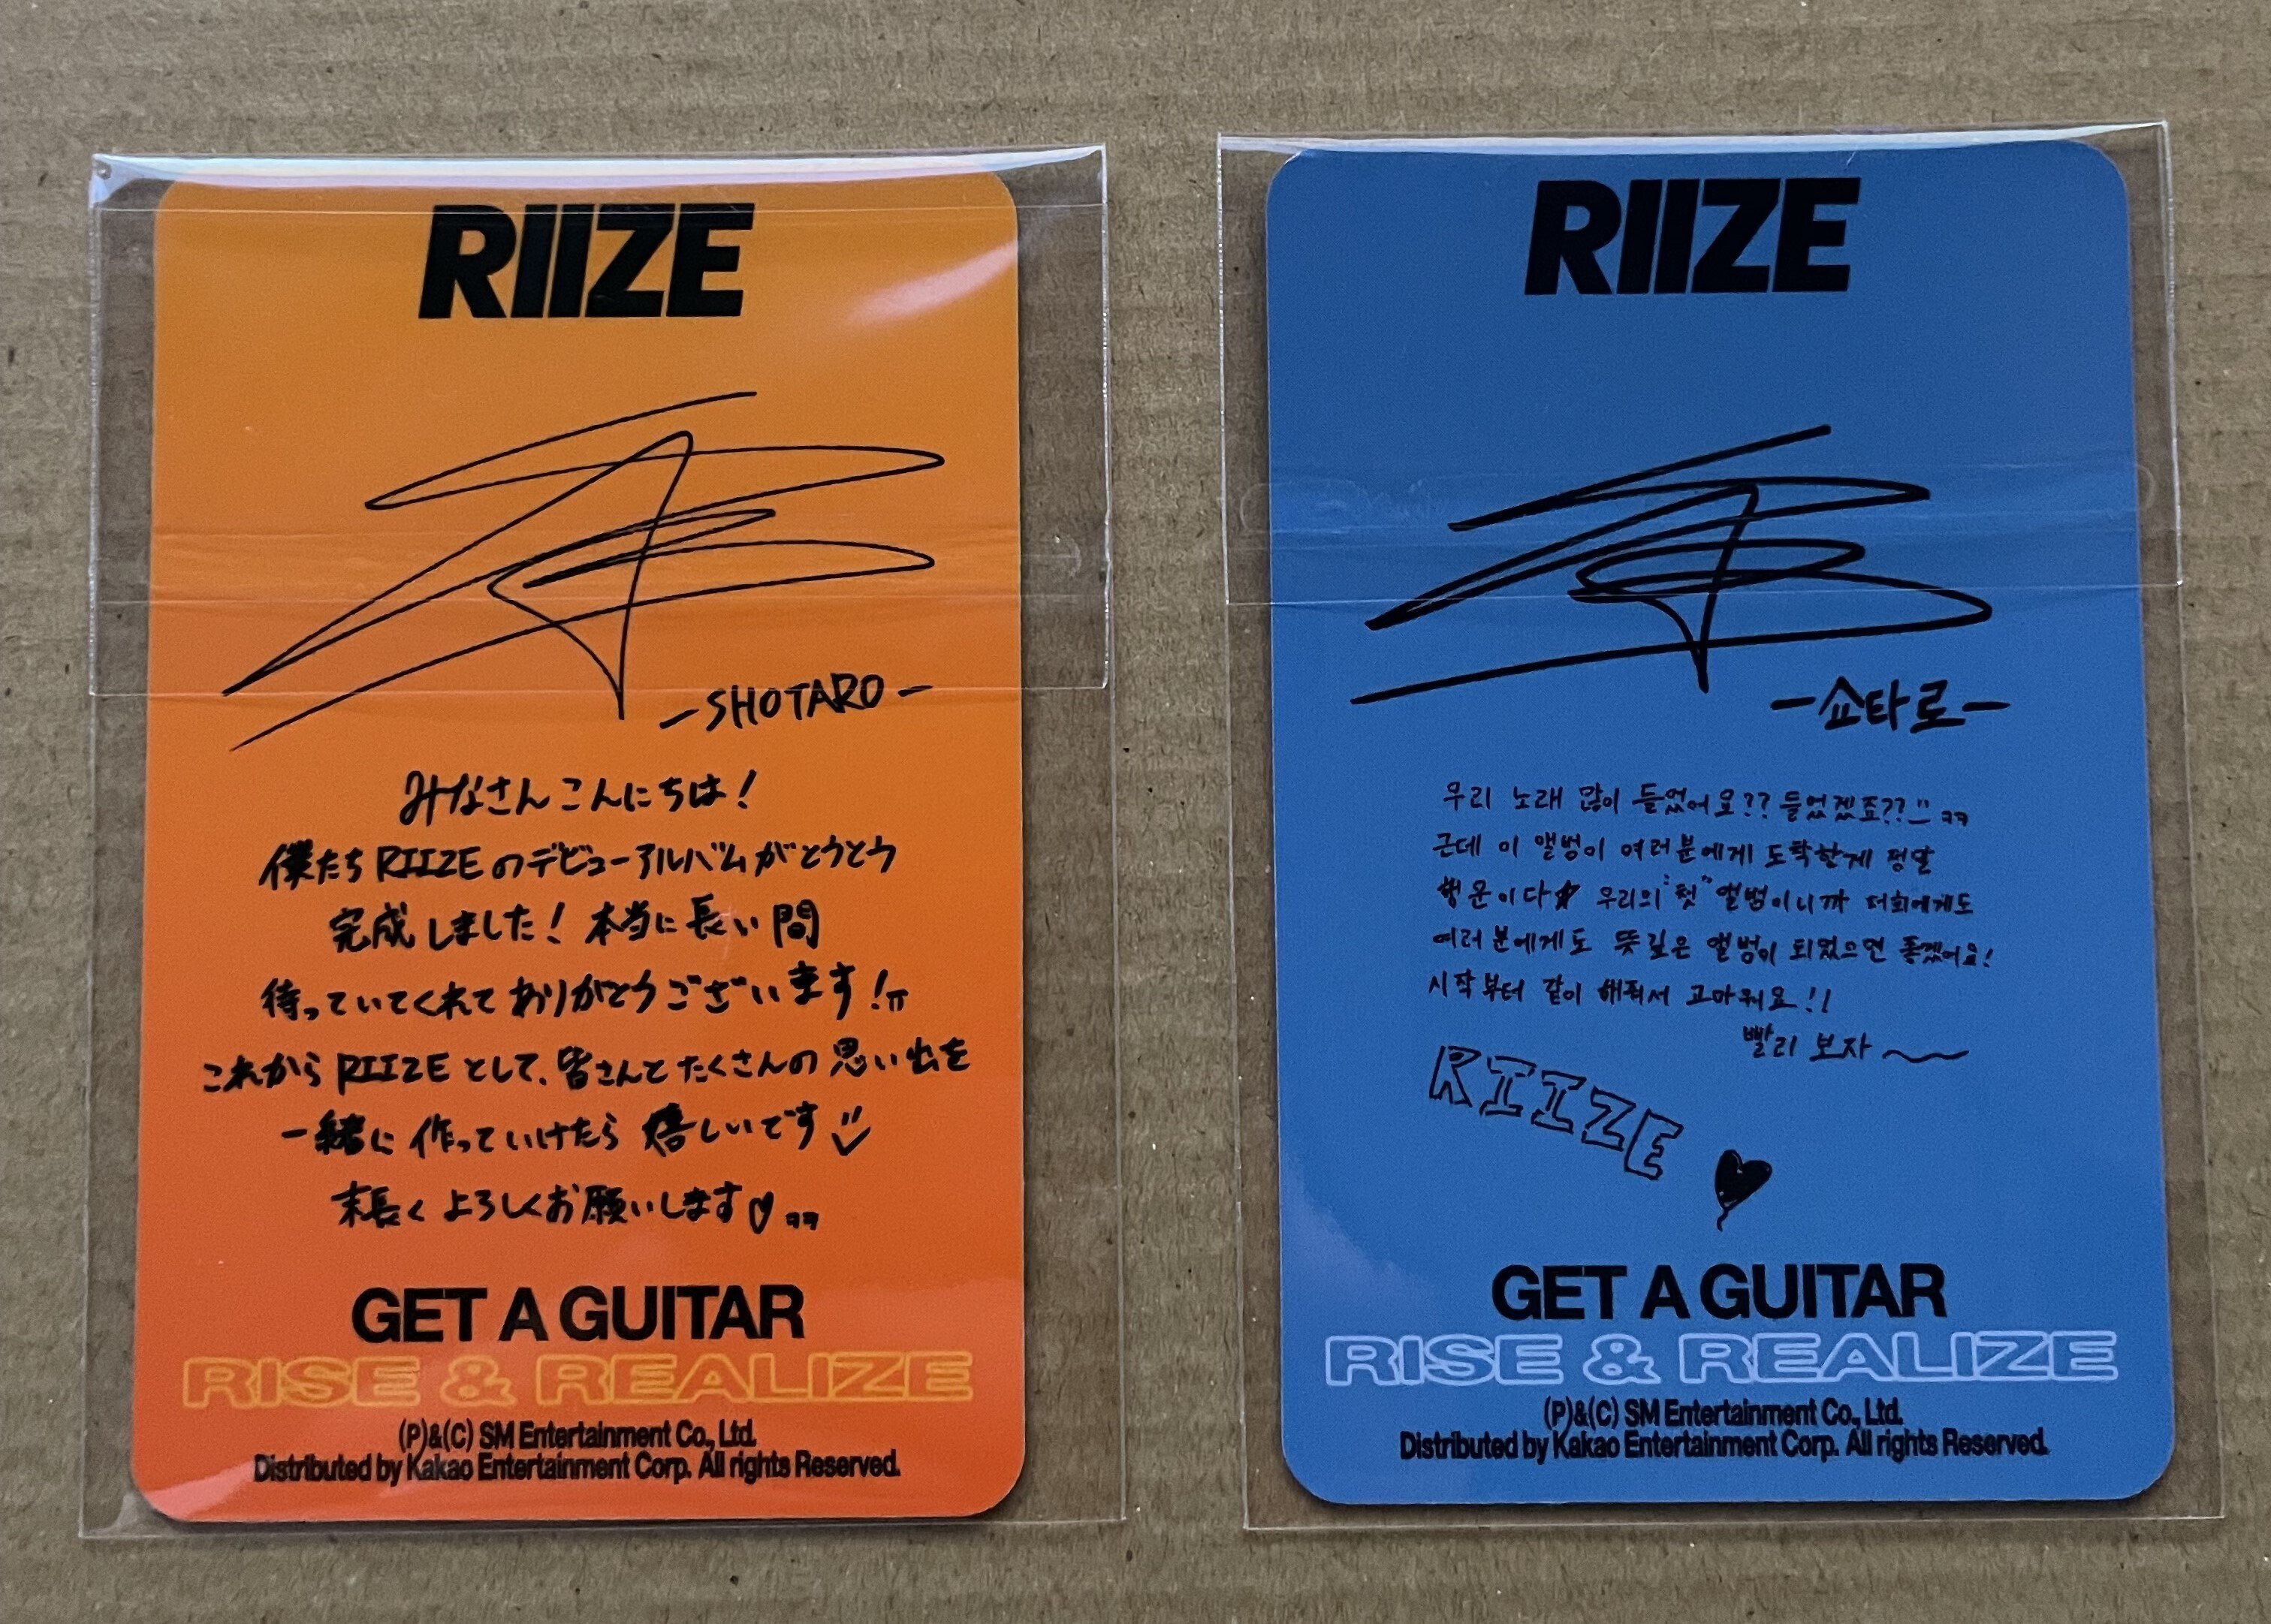 RIIZE
-SHOTARO-
みなさんこんにちは!
僕たちRIIZEのデビューアルバムがとうとう
完成しました! 本当に長い間
待っていてくれてありがとうございます!ㅠ
これからRIIZEとして、皆さんとたくさんの思い出を
一緒に作っていけたら嬉しいです
末長くよろしくお願いします♡ ㅋㅋ
GET A GUITAR
RISE & REALIZE
(P)&(C) SM Entertainment Co., Ltd.
Distributed by Kakao Entertainment Corp. All rights Reserved.
RIIZE
-쇼타로-
우리 노래 많이 들었어요?? 들었겠죠?? ㅋㅋ
근데 이 앨범이 여러분에게 도착한게 정말
행운이다☆ 우리의 "첫" 앨범이니까 저희에게도
여러분에게도 뜻깊은 앨범이 되었으면 좋겠어요!
시작부터 같이 해줘서 고마워요!!
빨리 보자~
RIIZE ♥
GET A GUITAR
RISE & REALIZE
(P)&(C) SM Entertainment Co., Ltd.
Distributed by Kakao Entertainment Corp. All rights Reserved.